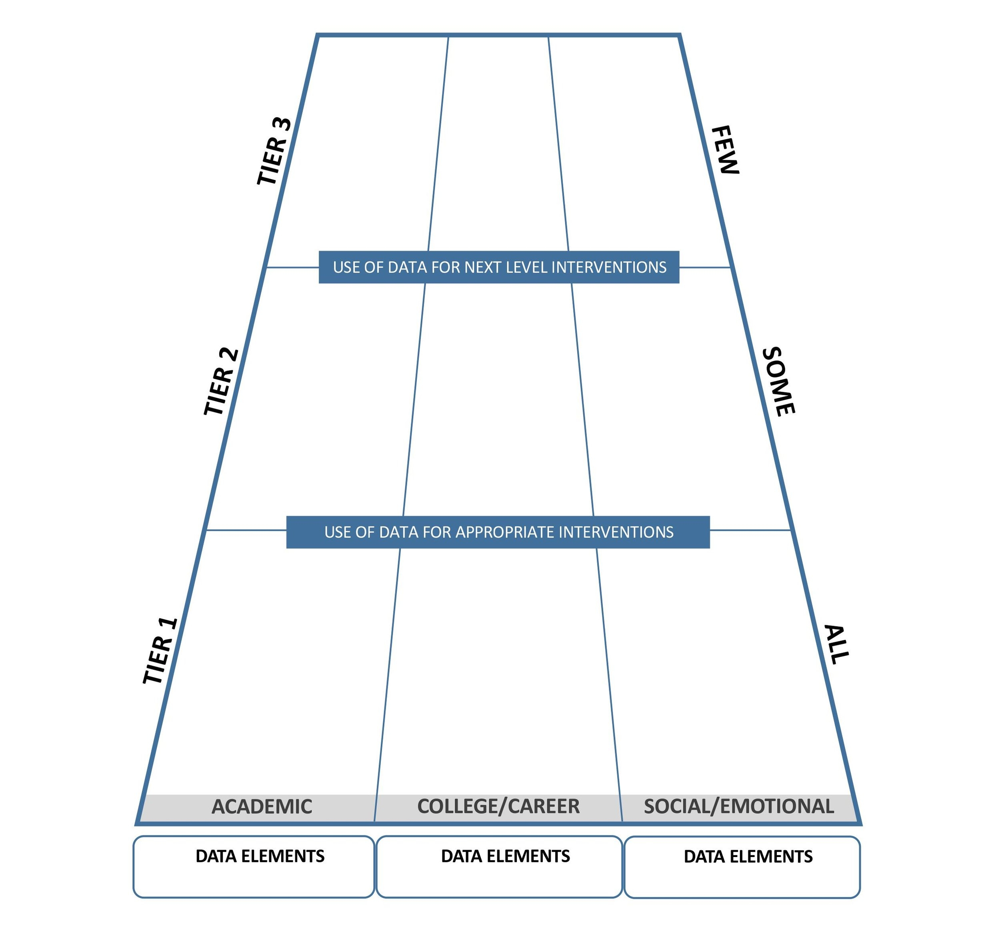 TIER 3
FEW
USE OF DATA FOR NEXT LEVEL INTERVENTIONS
TIER 2
SOME
USE OF DATA FOR APPROPRIATE INTERVENTIONS
TIER 1
ALL
ACADEMIC
COLLEGE/CAREER
SOCIAL/EMOTIONAL
DATA ELEMENTS
DATA ELEMENTS
DATA ELEMENTS